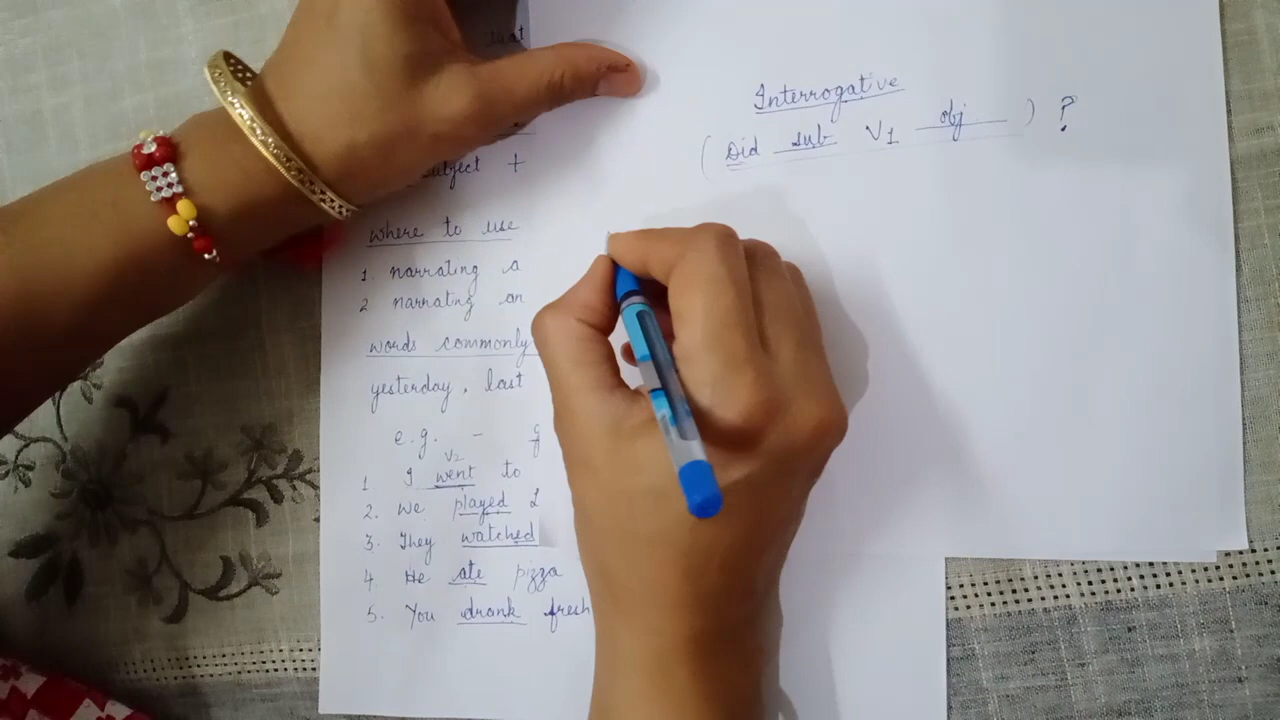 Interrogative
( Did sub V1 obj ) ?
subject +
where to use
1. narrating a
2 narrating an
words commonly
yesterday, last
e.g. -
V2
1. I went to
2. We played
3. They watched
4 He ate pizza
5. You drank fresh